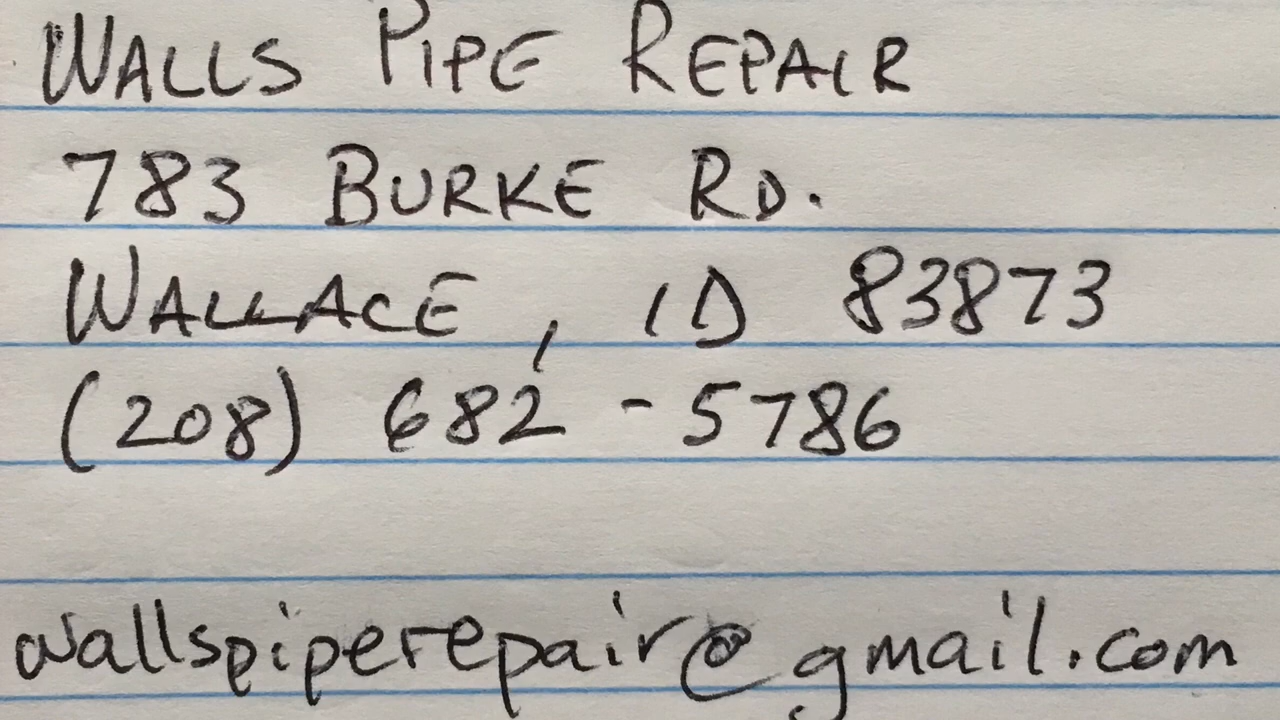 WALLS PIPE REPAIR
783 BURKE RD.
WALLACE, ID 83873
(208) 682-5786
wallspiperepair@gmail.com